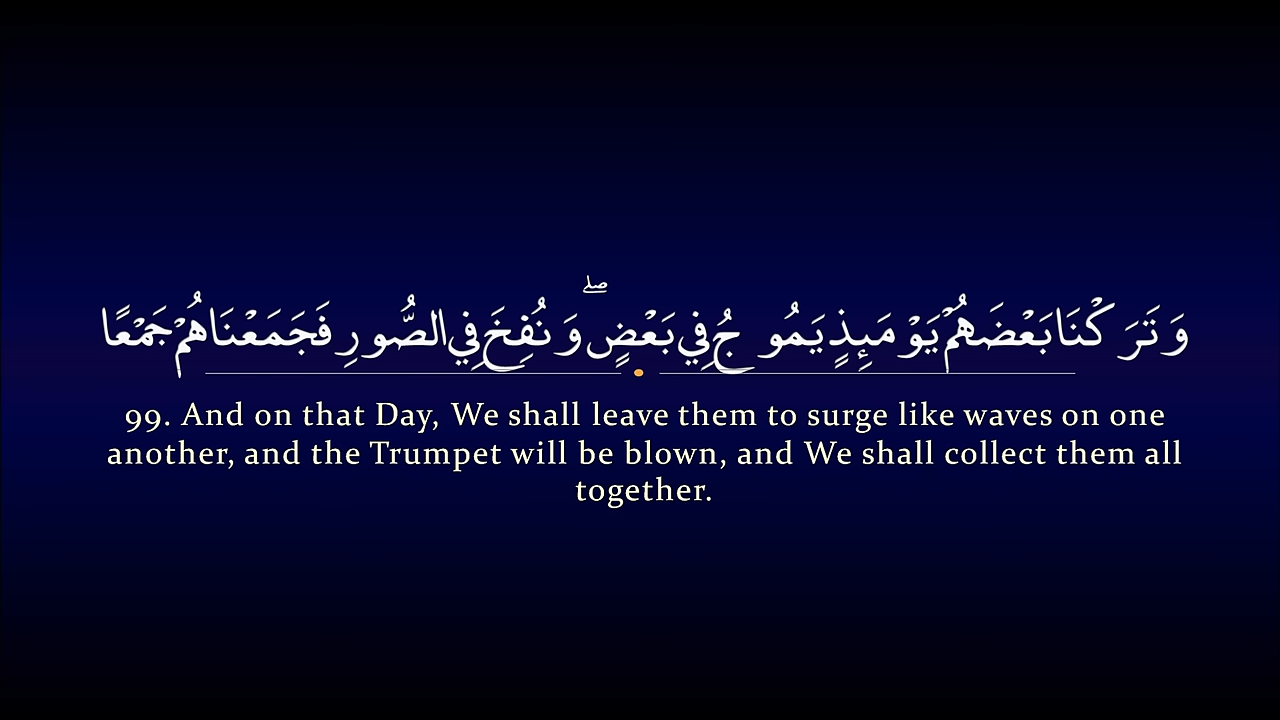 وَتَرَكْنَا بَعْضَهُمْ يَوْمَئِذٍ يَمُوجُ فِي بَعْضٍ ۖ وَنُفِخَ فِي الصُّورِ فَجَمَعْنَاهُمْ جَمْعًا
99. And on that Day, We shall leave them to surge like waves on one
another, and the Trumpet will be blown, and We shall collect them all
together.